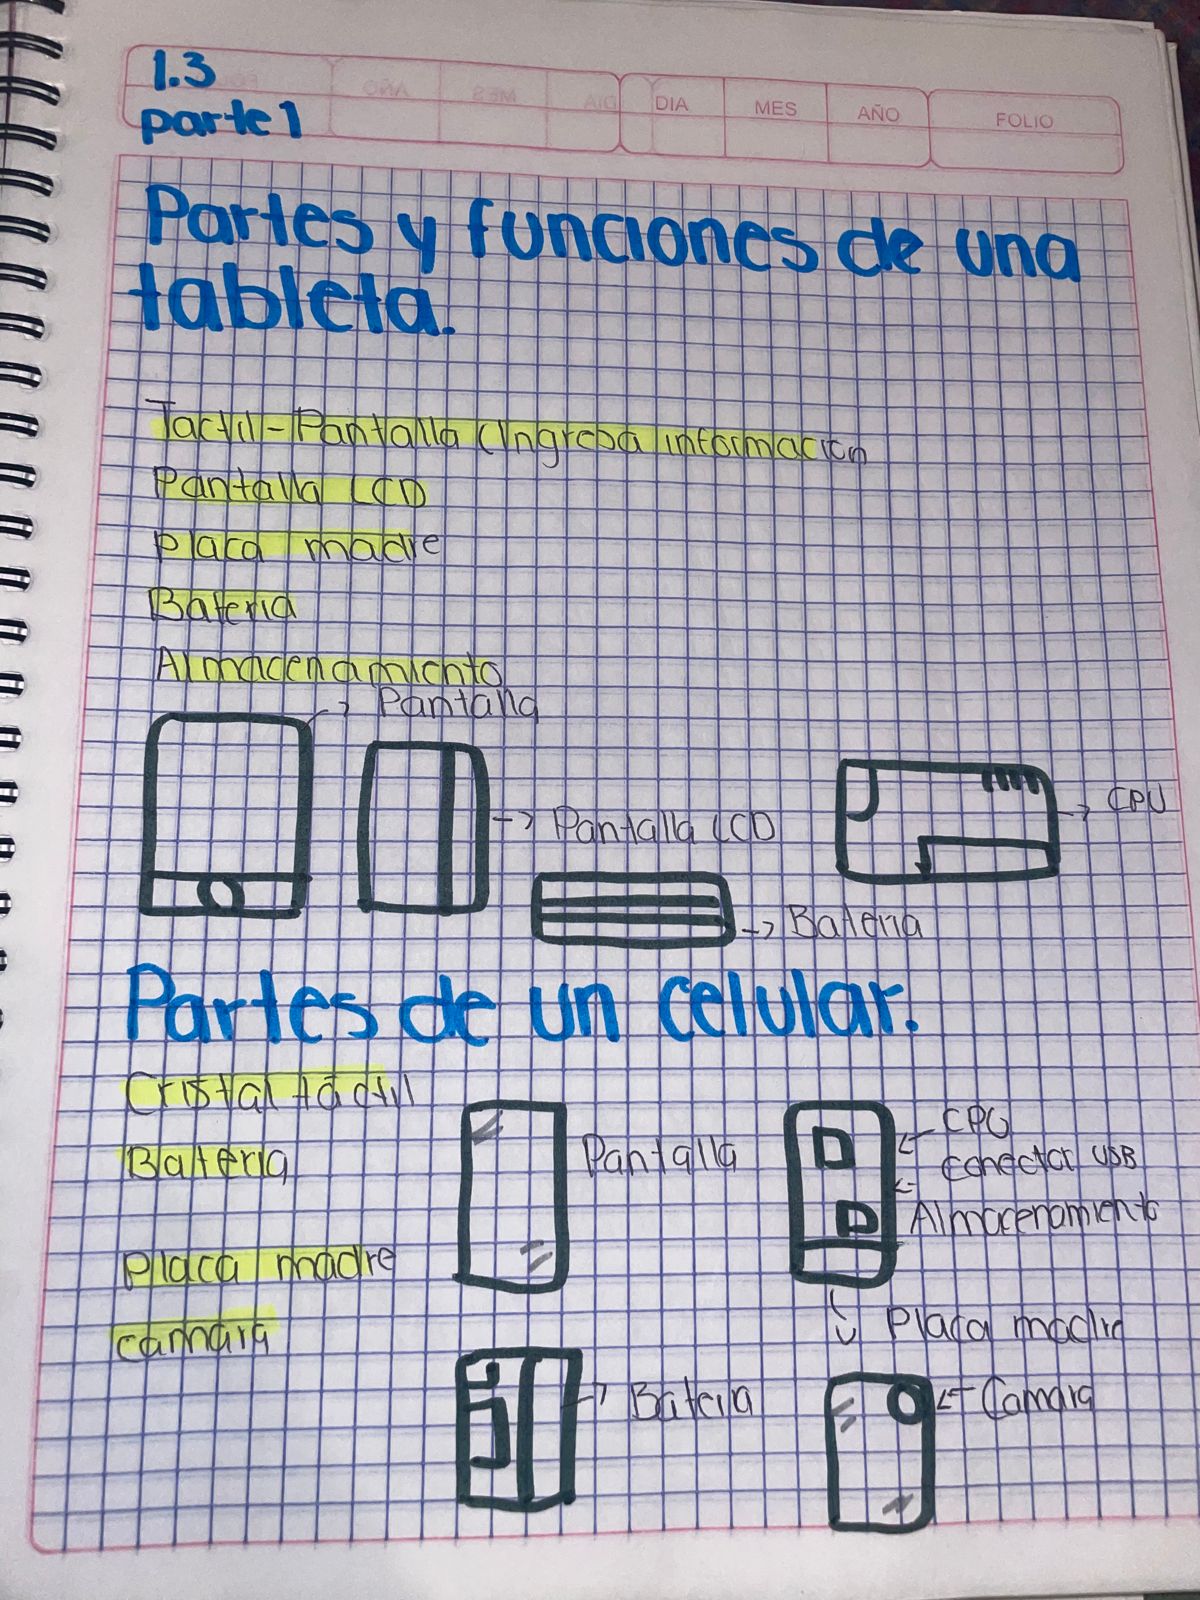 1.3
parte 1
DIA MES AÑO FOLIO
Partes y funciones de una
tableta.
Tactil-Pantalla (Ingresa información
Pantalla LCD
Placa madre
Bateria
Almacenamiento
Pantalla
Pantalla LCD
CPU
Bateria
Partes de un celular.
Cristal táctil
Bateria
Placa madre
camara
Pantalla
CPU
Conector USB
Almacenamiento
Placa madre
Bateria
Camara